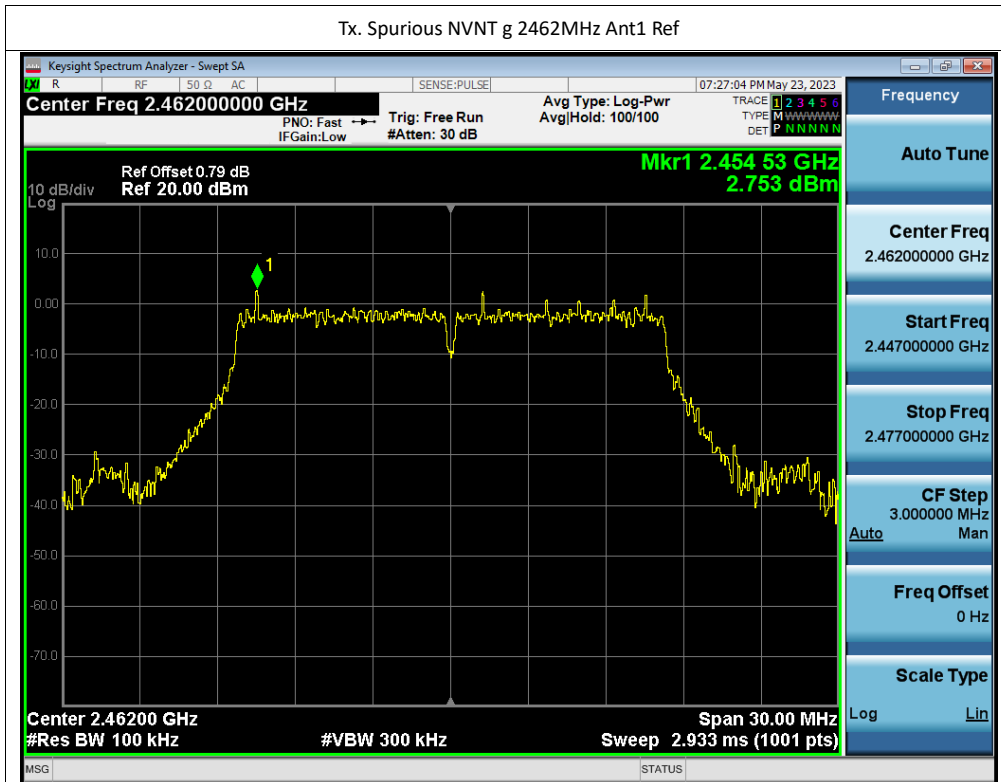 Tx. Spurious NVNT g 2462MHz Ant1 Ref
Keysight Spectrum Analyzer - Swept SA
LXI R RF 50 Ω AC SENSE:PULSE 07:27:04 PM May 23, 2023
Center Freq 2.462000000 GHz
PNO: Fast
IFGain:Low
Trig: Free Run
#Atten: 30 dB
Avg Type: Log-Pwr
Avg|Hold: 100/100
TRACE 1 2 3 4 5 6
TYPE M W W W W W
DET P N N N N N
Ref Offset 0.79 dB
10 dB/div Ref 20.00 dBm
Log
Mkr1 2.454 53 GHz
2.753 dBm
1
10.0
0.00
-10.0
-20.0
-30.0
-40.0
-50.0
-60.0
-70.0
Center 2.46200 GHz Span 30.00 MHz
#Res BW 100 kHz #VBW 300 kHz Sweep 2.933 ms (1001 pts)
MSG STATUS
Frequency
Auto Tune
Center Freq
2.462000000 GHz
Start Freq
2.447000000 GHz
Stop Freq
2.477000000 GHz
CF Step
3.000000 MHz
Auto Man
Freq Offset
0 Hz
Scale Type
Log Lin